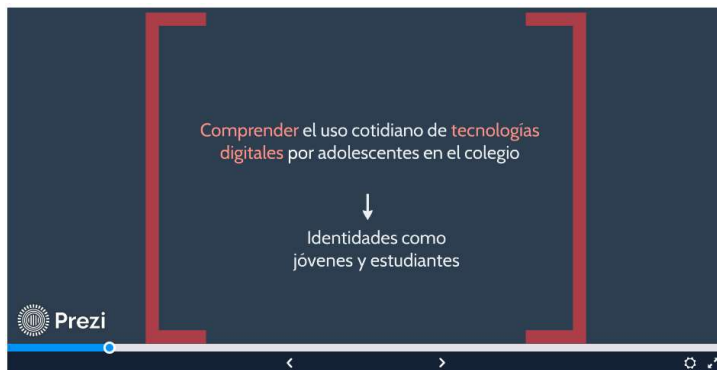 Comprender el uso cotidiano de tecnologías
digitales por adolescentes en el colegio
Identidades como
jóvenes y estudiantes
Prezi